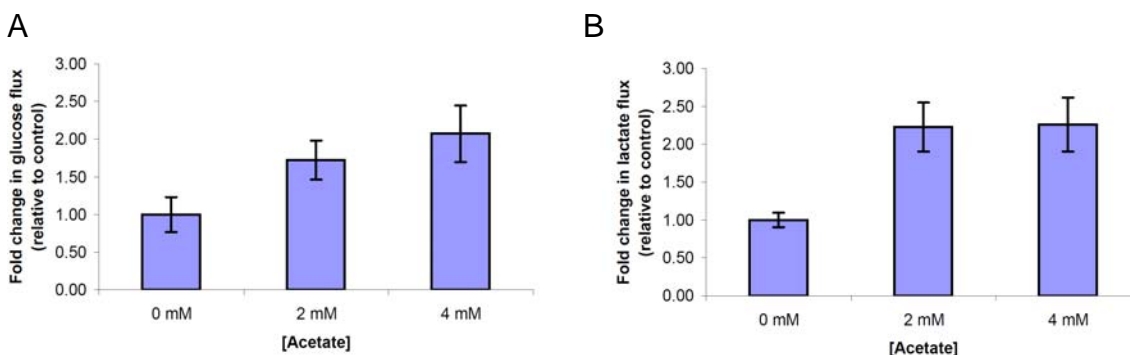 A
Fold change in glucose flux
(relative to control)
3.00
2.50
2.00
1.50
1.00
0.50
0.00
0 mM
2 mM
4 mM
[Acetate]
B
Fold change in lactate flux
(relative to control)
3.00
2.50
2.00
1.50
1.00
0.50
0.00
0 mM
2 mM
4 mM
[Acetate]